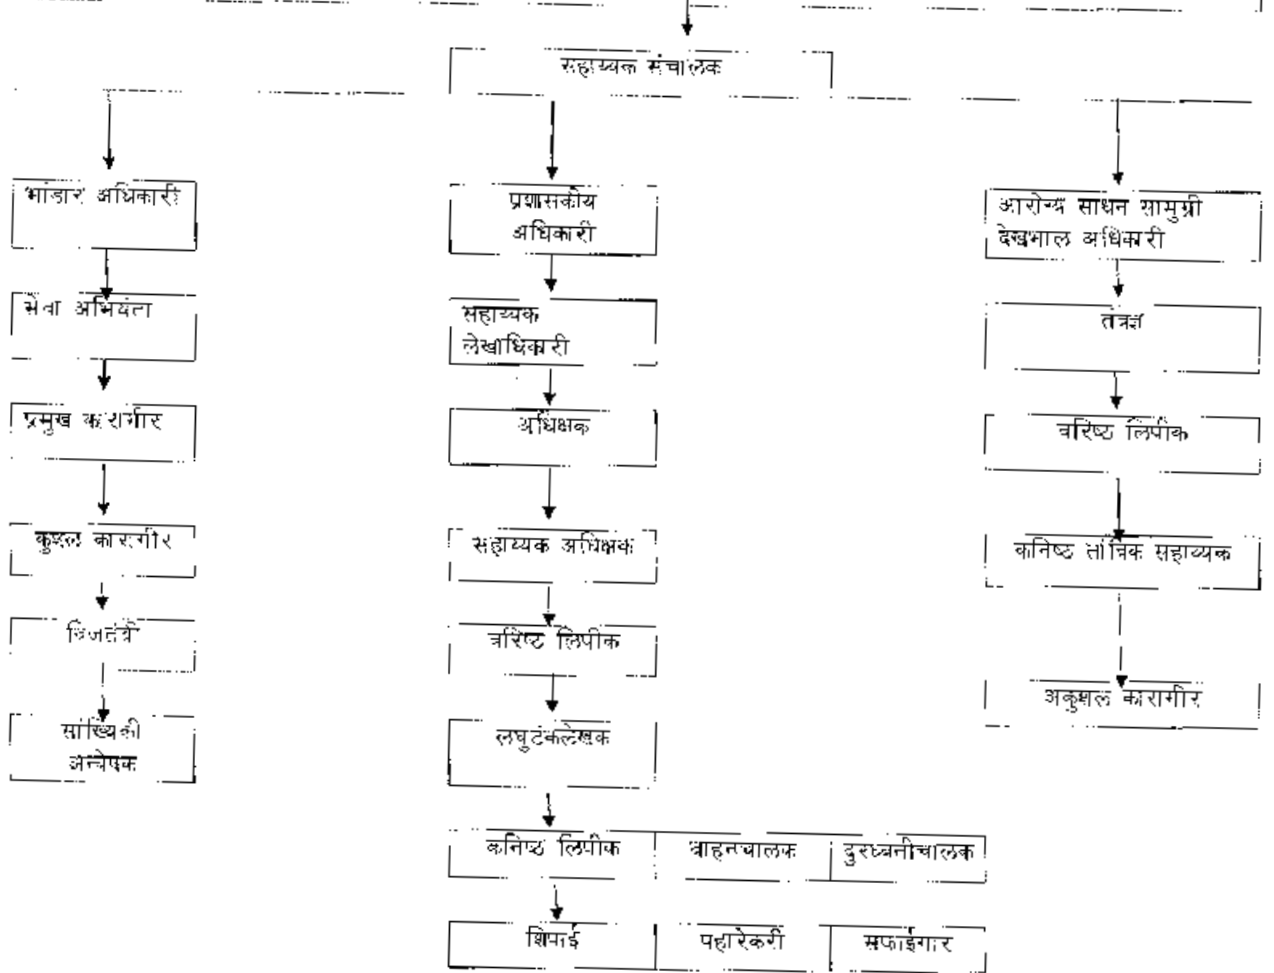 सहाय्यक संचालक
भांडार अधिकारी
प्रशासकीय
अधिकारी
आरोग्य साधन सामुग्री
देखभाल अधिकारी
सेवा अभियंता
सहाय्यक
लेखाधिकारी
तंत्रज्ञ
प्रमुख कारागीर
अधिक्षक
वरिष्ठ लिपीक
कुशल कारागीर
सहाय्यक अधिक्षक
कनिष्ठ तांत्रिक सहाय्यक
विजतंत्री
वरिष्ठ लिपीक
अकुशल कारागीर
सांख्यिकी
अन्वेषक
लघुटंकलेखक
कनिष्ठ लिपीक वाहनचालक दुरध्वनीचालक
शिपाई पहारेकरी सफाईगार